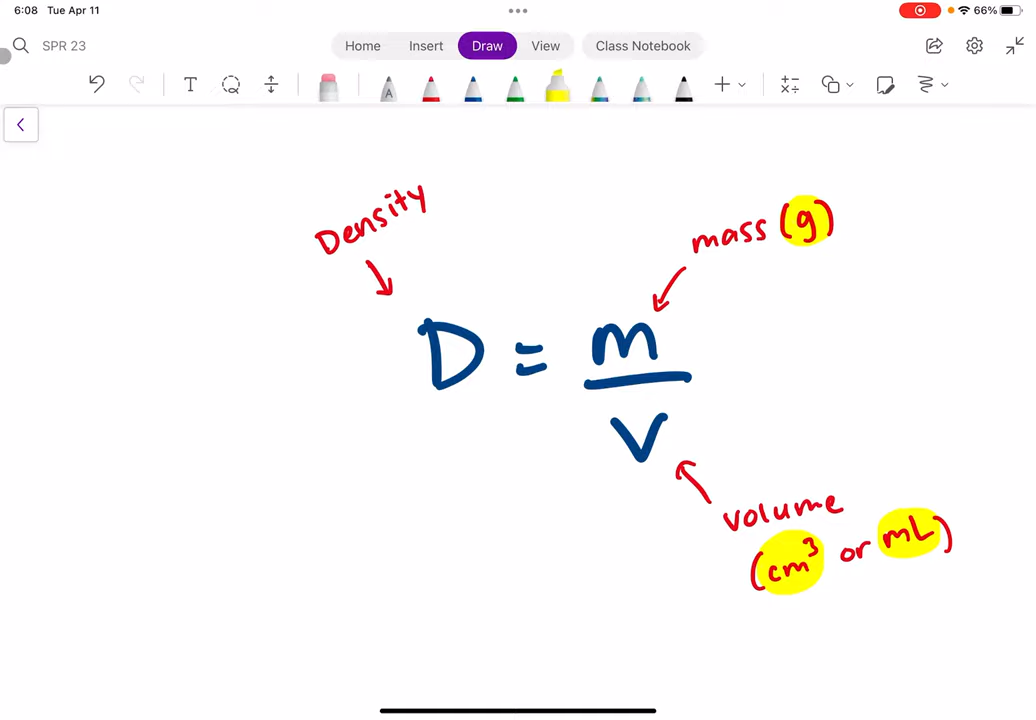 6:08 Tue Apr 11
66%
SPR 23
Home Insert Draw View Class Notebook
T
A
Density
mass (g)
D = m
V
volume
(cm³ or mL)